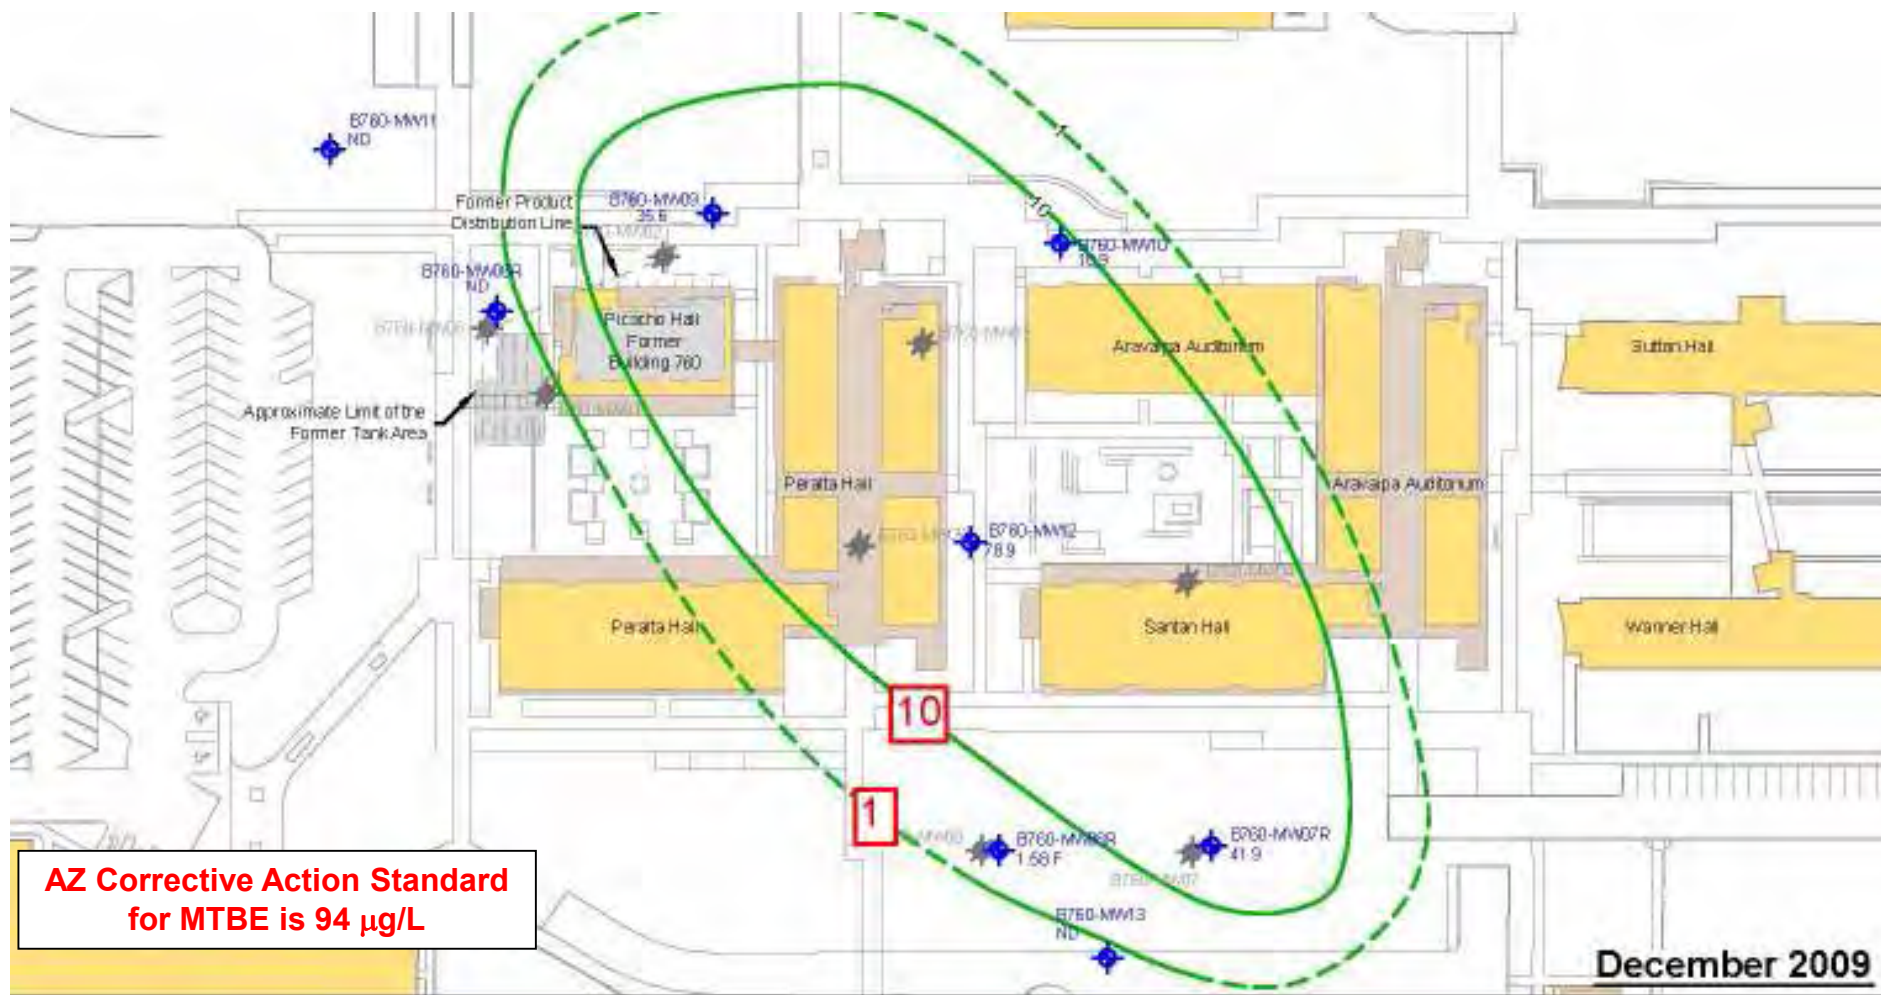 B760-MW11
ND
Former Product
Distribution Line
B760-MW09
35.6
1
10
B760-MW10
ND
Picacho Hall
Former
Building 760
Aravaipa Auditorium
Sutton Hall
Approximate Limit of the
Former Tank Area
Peralta Hall
Aravaipa Auditorium
B760-MW12
78.9
Peralta Hall
Santan Hall
Wanner Hall
10
1
1.58 F
B760-MW07R
41.9
B760-MW07
B760-MW13
ND
AZ Corrective Action Standard
for MTBE is 94 µg/L
December 2009